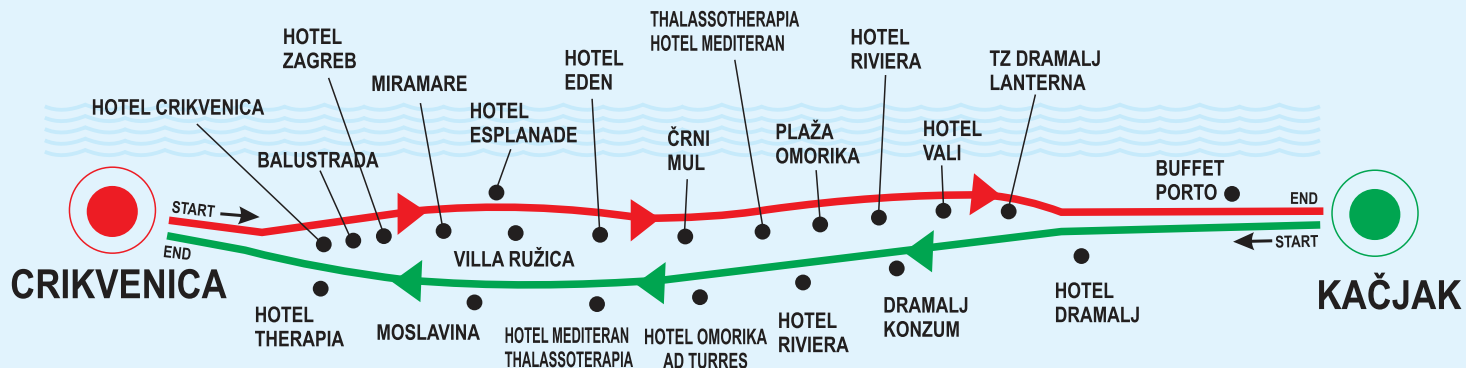 THALASSOTHERAPIA
HOTEL MEDITERAN
HOTEL
ZAGREB
HOTEL
RIVIERA
HOTEL
EDEN
TZ DRAMALJ
LANTERNA
MIRAMARE
HOTEL CRIKVENICA
HOTEL
ESPLANADE
ČRNI
MUL
PLAŽA
OMORIKA
HOTEL
VALI
BALUSTRADA
BUFFET
PORTO
START
END
END
START
VILLA RUŽICA
CRIKVENICA
KAČJAK
HOTEL
THERAPIA
MOSLAVINA
HOTEL MEDITERAN
THALASSOTERAPIA
HOTEL OMORIKA
AD TURRES
HOTEL
RIVIERA
DRAMALJ
KONZUM
HOTEL
DRAMALJ